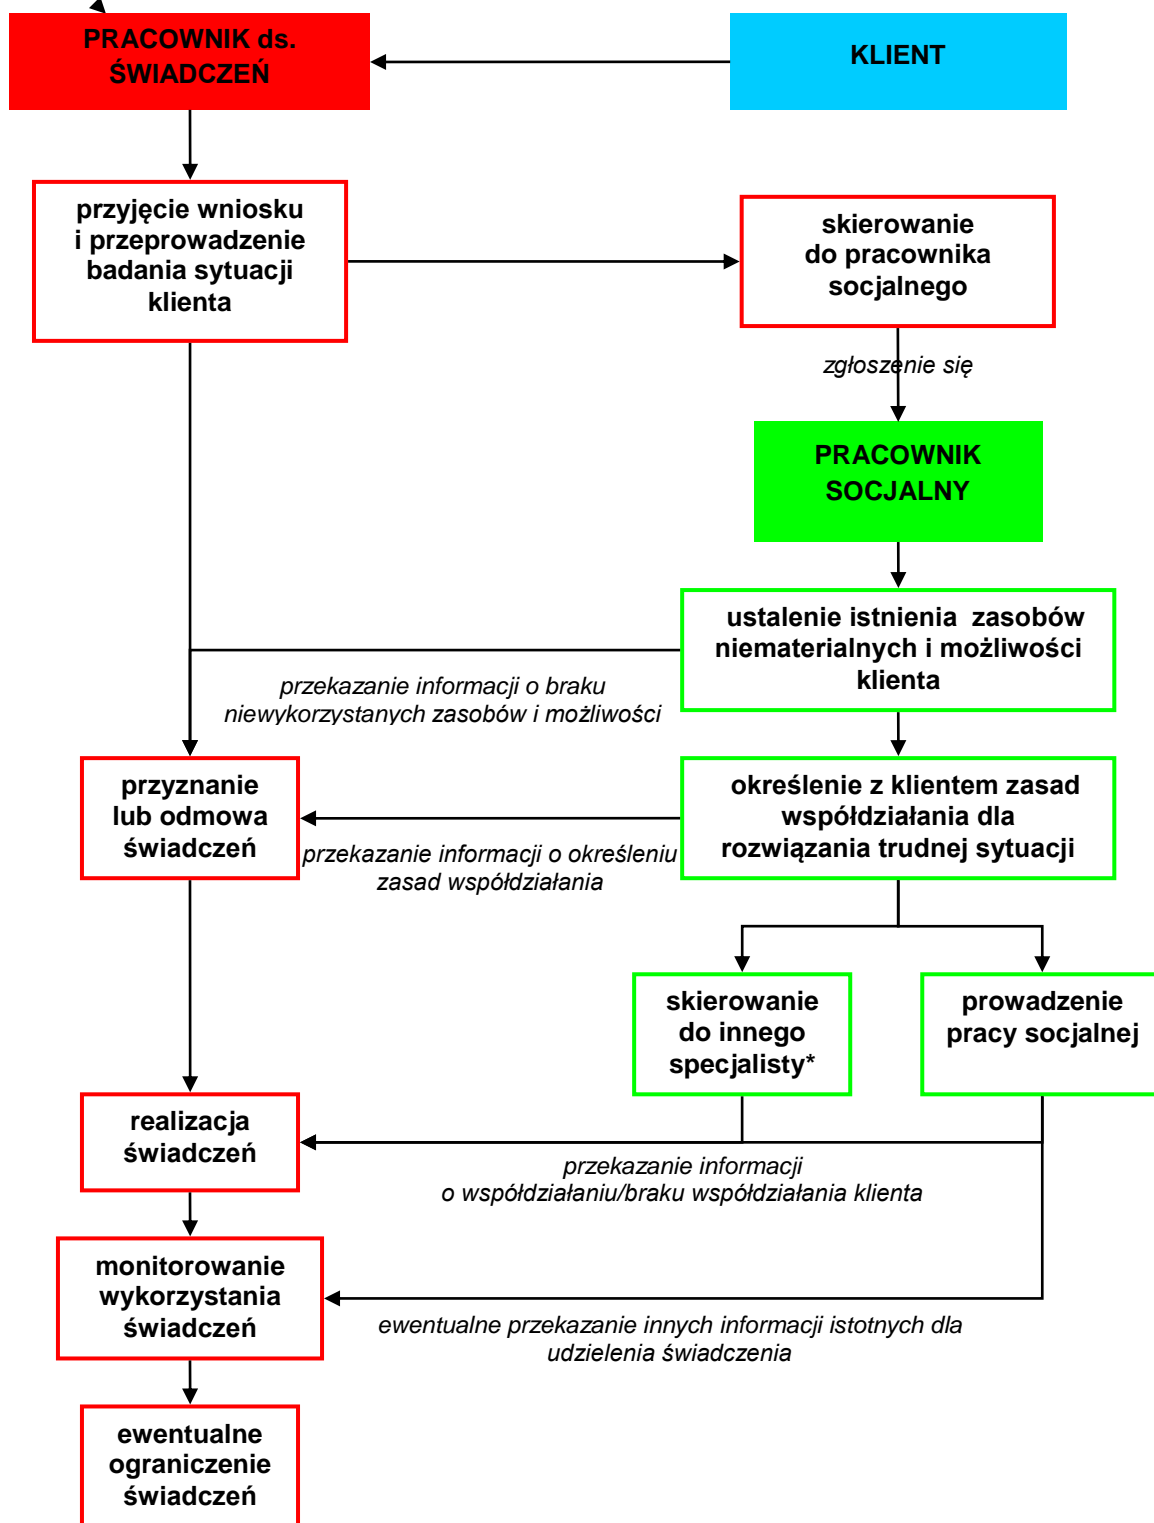 PRACOWNIK ds.
ŚWIADCZEŃ
KLIENT
przyjęcie wniosku
i przeprowadzenie
badania sytuacji
klienta
skierowanie
do pracownika
socjalnego
zgłoszenie się
PRACOWNIK
SOCJALNY
ustalenie istnienia zasobów
niematerialnych i możliwości
klienta
przekazanie informacji o braku
niewykorzystanych zasobów i możliwości
przyznanie
lub odmowa
świadczeń
określenie z klientem zasad
współdziałania dla
rozwiązania trudnej sytuacji
przekazanie informacji o określeniu
zasad współdziałania
skierowanie
do innego
specjalisty*
prowadzenie
pracy socjalnej
realizacja
świadczeń
przekazanie informacji
o współdziałaniu/braku współdziałania klienta
monitorowanie
wykorzystania
świadczeń
ewentualne przekazanie innych informacji istotnych dla
udzielenia świadczenia
ewentualne
ograniczenie
świadczeń